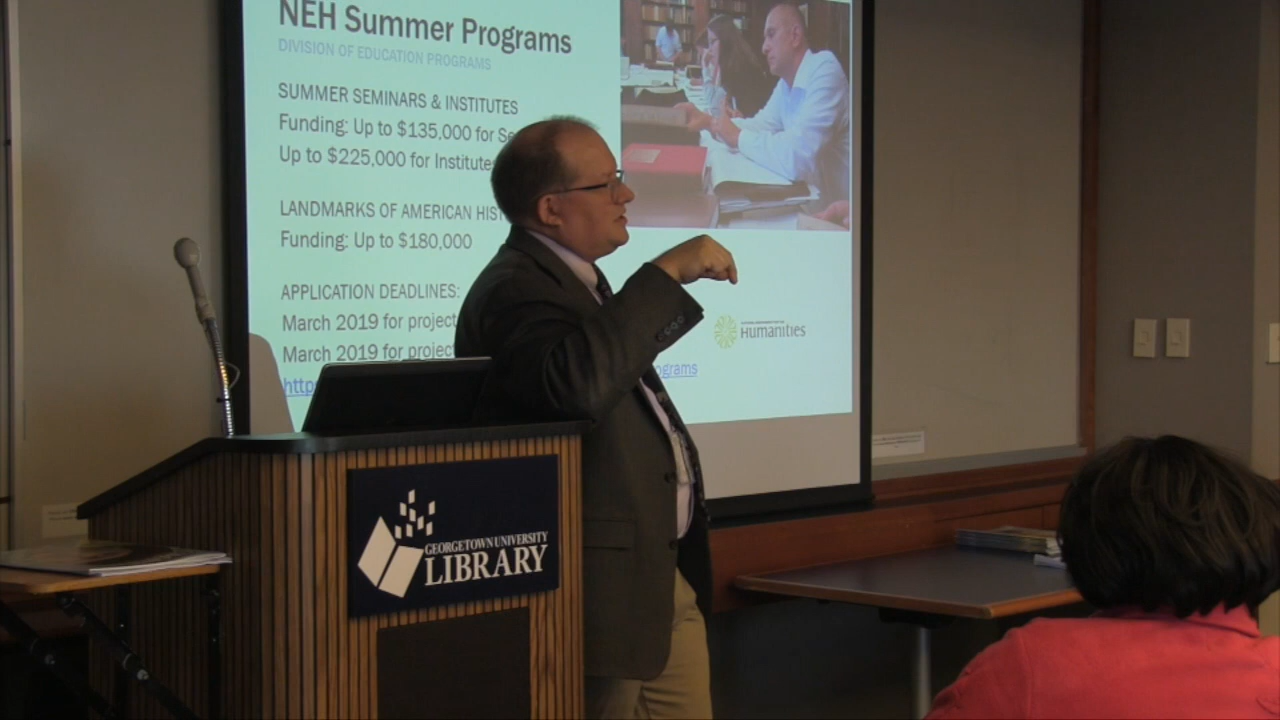 NEH Summer Programs
DIVISION OF EDUCATION PROGRAMS
SUMMER SEMINARS & INSTITUTES
Funding: Up to $135,000 for Se
Up to $225,000 for Institutes
LANDMARKS OF AMERICAN HIST
Funding: Up to $180,000
APPLICATION DEADLINES:
March 2019 for project
March 2019 for projec
http
ograms
Humanities
GEORGETOWN UNIVERSITY
LIBRARY